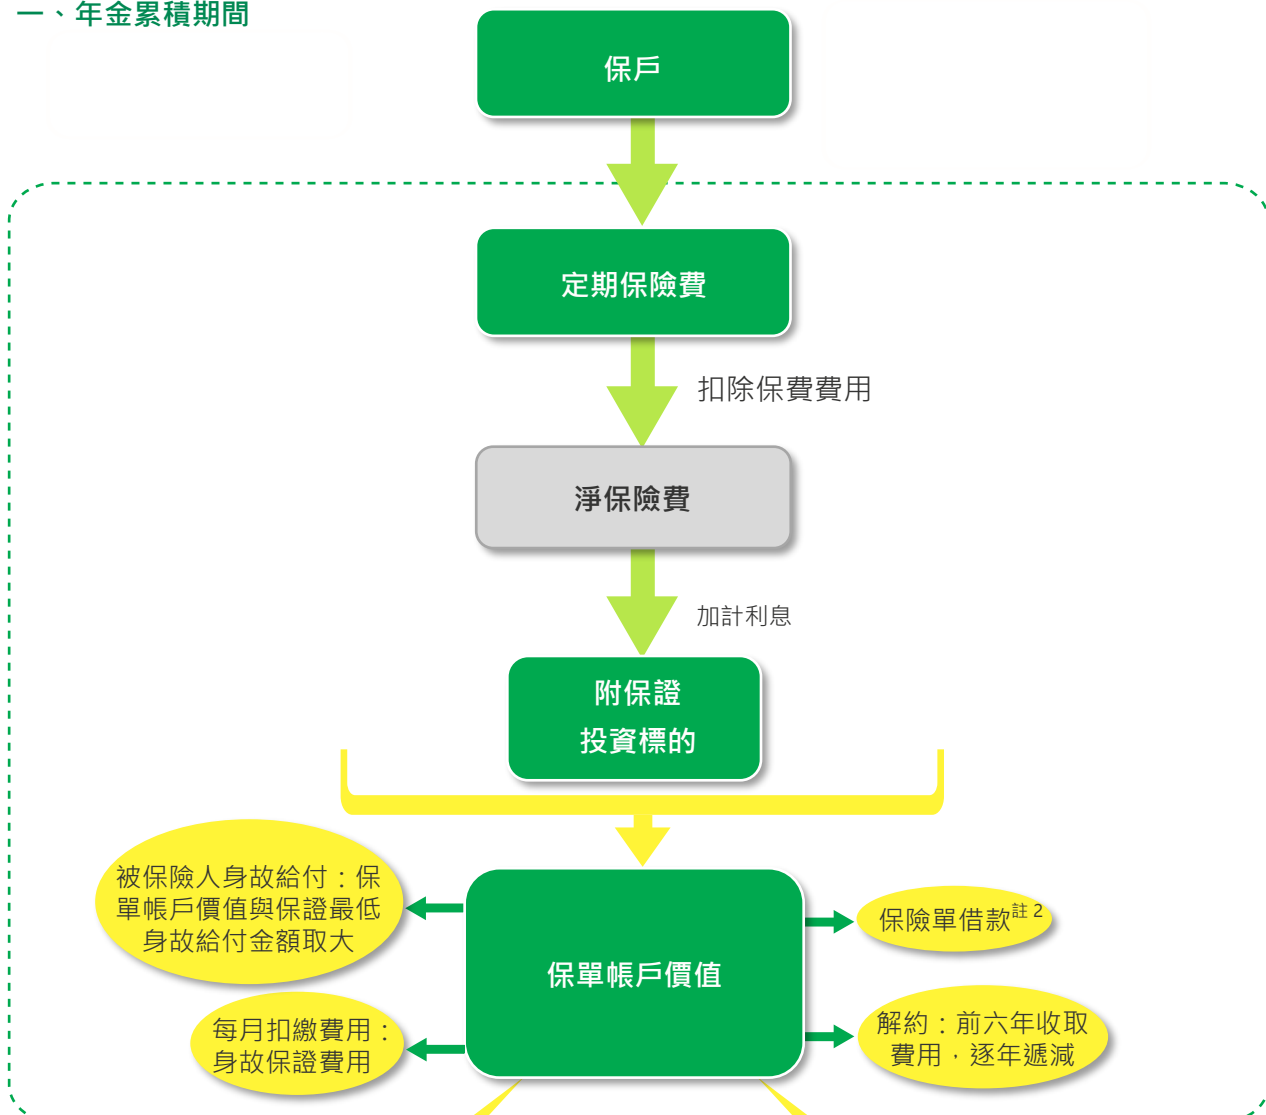 一、年金累積期間
保戶
定期保險費
扣除保費費用
淨保險費
加計利息
附保證
投資標的
被保險人身故給付：保
單帳戶價值與保證最低
身故給付金額取大
保險單借款註 2
保單帳戶價值
每月扣繳費用：
身故保證費用
解約：前六年收取
費用，逐年遞減